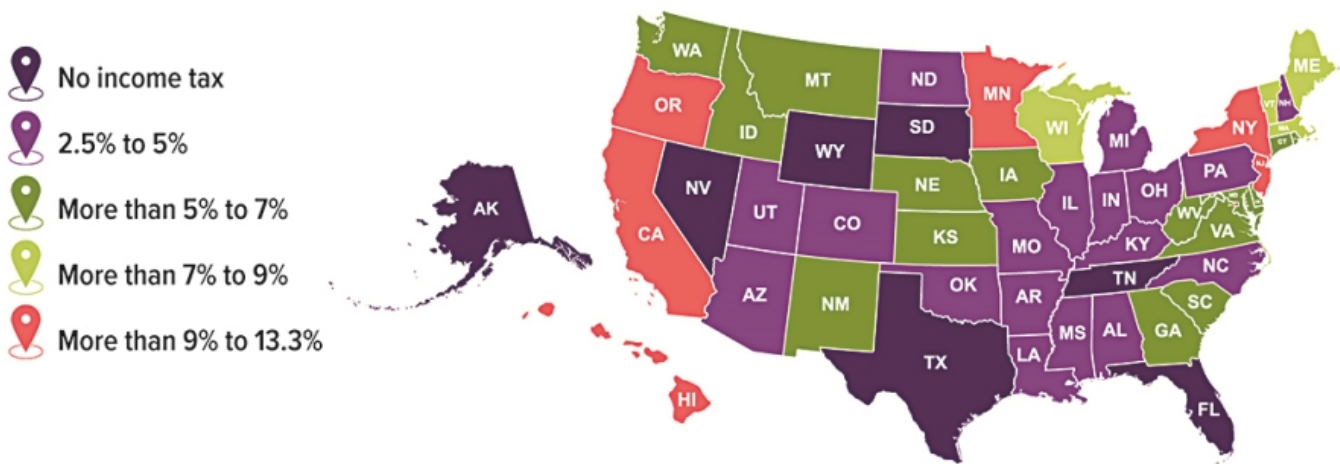 No income tax
2.5% to 5%
More than 5% to 7%
More than 7% to 9%
More than 9% to 13.3%
WA
MT
ND
MN
ME
OR
ID
SD
WI
VT
NH
NY
MA
WY
MI
CT
NV
NE
IA
PA
NJ
AK
UT
CO
IL
IN
OH
CA
KS
MO
WV
VA
KY
AZ
NM
OK
AR
TN
NC
SC
MS
AL
GA
TX
LA
HI
FL